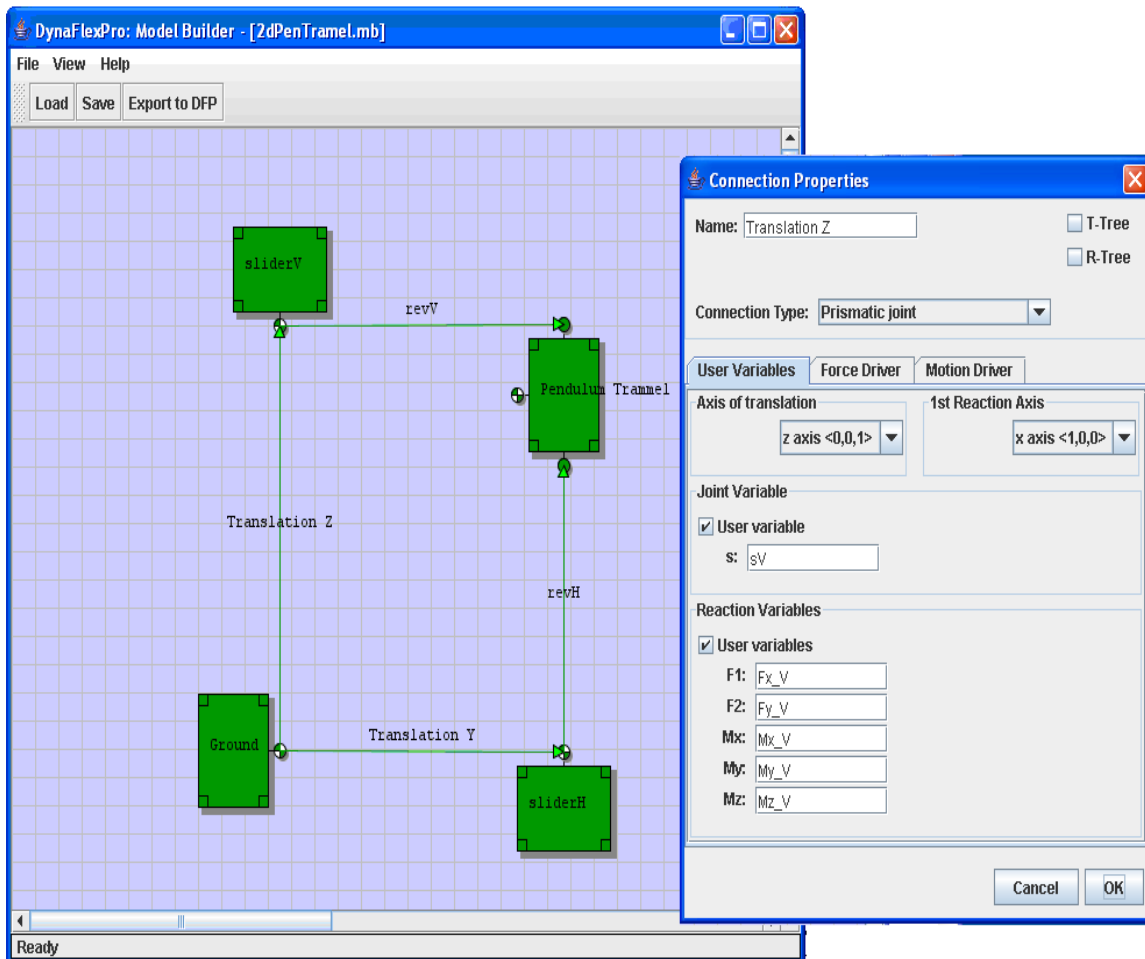 DynaFlexPro: Model Builder - [2dPenTramel.mb]
File View Help
Load Save Export to DFP
sliderV
revV
Pendulum Trammel
Translation Z
revH
Ground
Translation Y
sliderH
Ready
Connection Properties
Name: Translation Z
T-Tree
R-Tree
Connection Type: Prismatic joint
User Variables Force Driver Motion Driver
Axis of translation 1st Reaction Axis
z axis <0,0,1> x axis <1,0,0>
Joint Variable
User variable
s: sV
Reaction Variables
User variables
F1: Fx_V
F2: Fy_V
Mx: Mx_V
My: My_V
Mz: Mz_V
Cancel OK